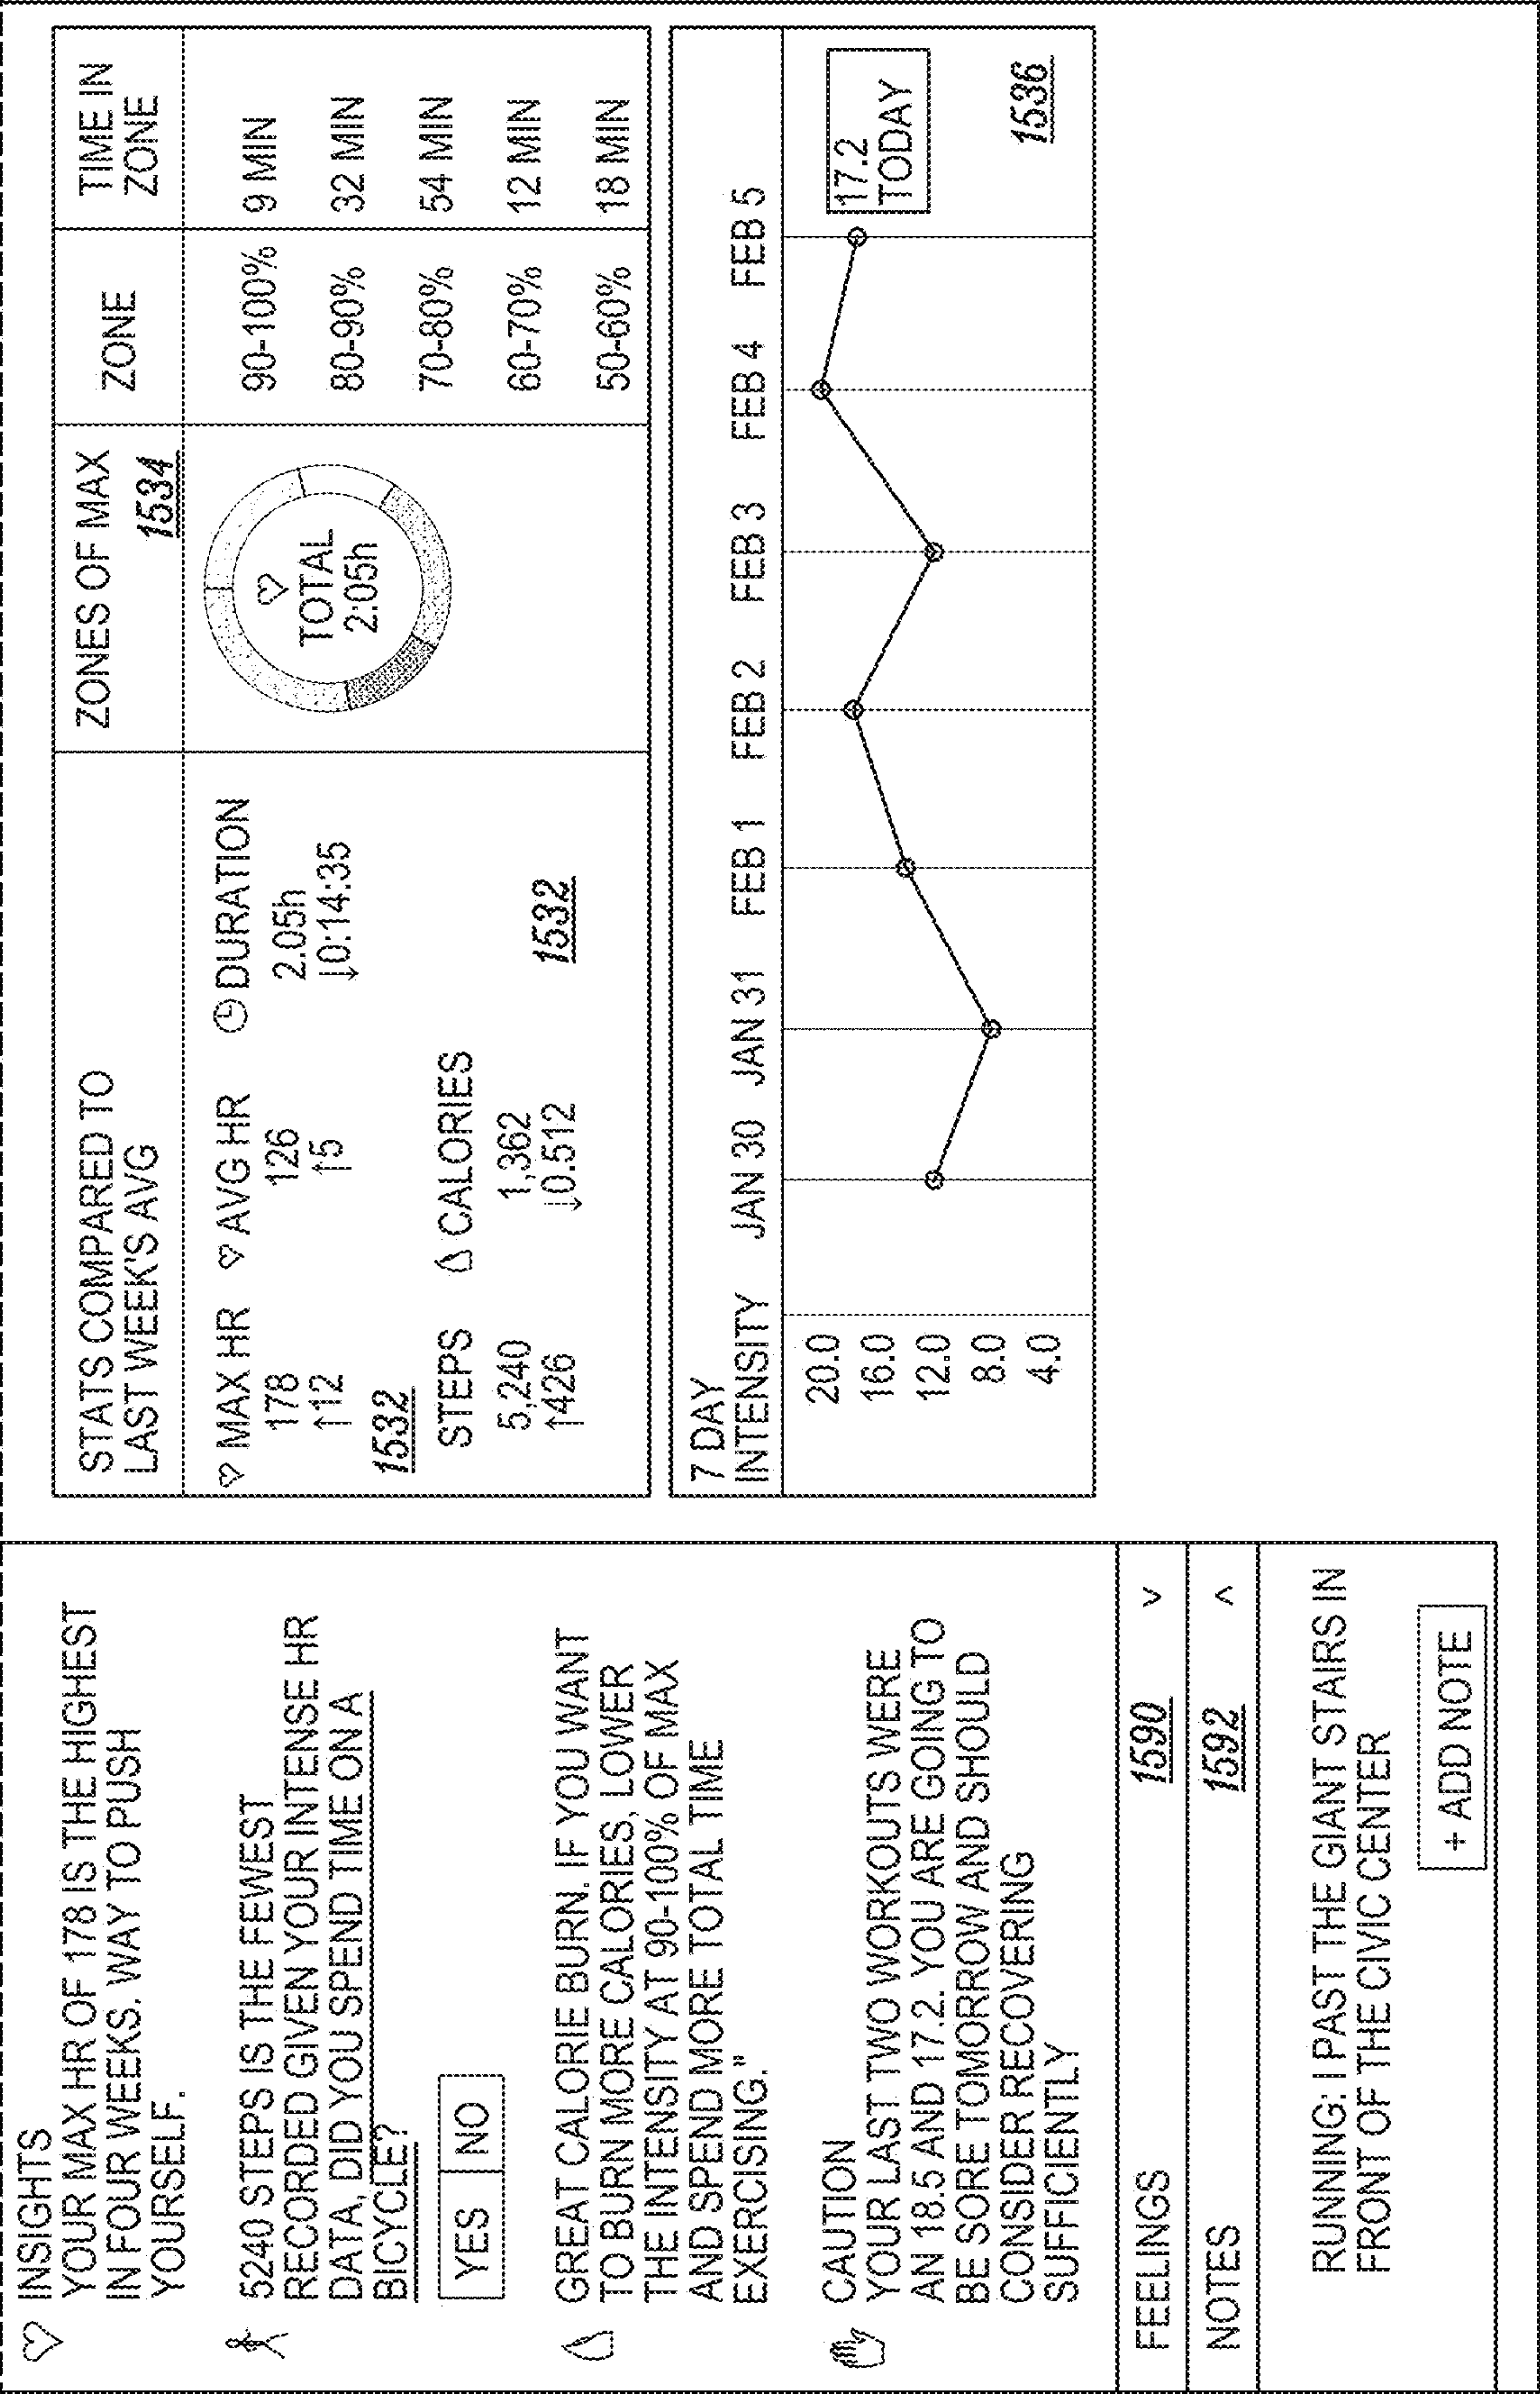 INSIGHTS
YOUR MAX HR OF 178 IS THE HIGHEST
IN FOUR WEEKS. WAY TO PUSH
YOURSELF.
5240 STEPS IS THE FEWEST
RECORDED GIVEN YOUR INTENSE HR
DATA, DID YOU SPEND TIME ON A
BICYCLE?
YES NO
GREAT CALORIE BURN. IF YOU WANT
TO BURN MORE CALORIES, LOWER
THE INTENSITY AT 90-100% OF MAX
AND SPEND MORE TOTAL TIME
EXERCISING."
CAUTION
YOUR LAST TWO WORKOUTS WERE
AN 18.5 AND 17.2. YOU ARE GOING TO
BE SORE TOMORROW AND SHOULD
CONSIDER RECOVERING
SUFFICIENTLY
FEELINGS 1590 >
NOTES 1592 <
RUNNING: I PAST THE GIANT STAIRS IN
FRONT OF THE CIVIC CENTER
+ ADD NOTE
STATS COMPARED TO
LAST WEEK'S AVG
MAX HR AVG HR DURATION
178 126 2.05h
↑12 ↑5 ↓0:14:35
1532
STEPS CALORIES
5,240 1,362
↑426 ↓0.512
1532
ZONES OF MAX
1534
TOTAL
2:05h
ZONE TIME IN
ZONE
90-100% 9 MIN
80-90% 32 MIN
70-80% 54 MIN
60-70% 12 MIN
50-60% 18 MIN
7 DAY
INTENSITY JAN 30 JAN 31 FEB 1 FEB 2 FEB 3 FEB 4 FEB 5
20.0
16.0
12.0
8.0
4.0
17.2
TODAY
1536